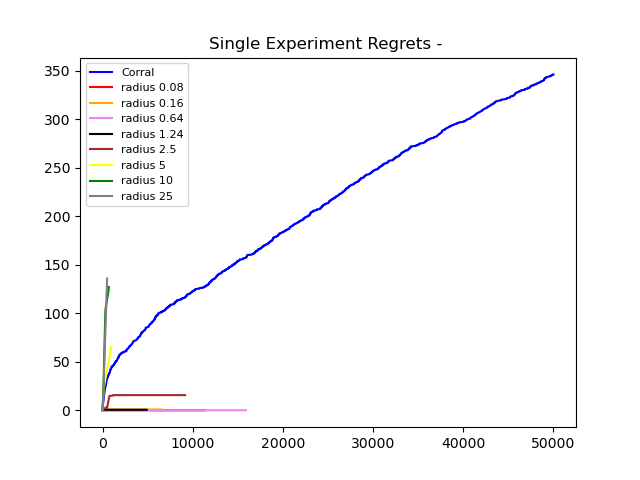 Single Experiment Regrets -
350
300
250
200
150
100
50
0
Corral
radius 0.08
radius 0.16
radius 0.64
radius 1.24
radius 2.5
radius 5
radius 10
radius 25
0 10000 20000 30000 40000 50000